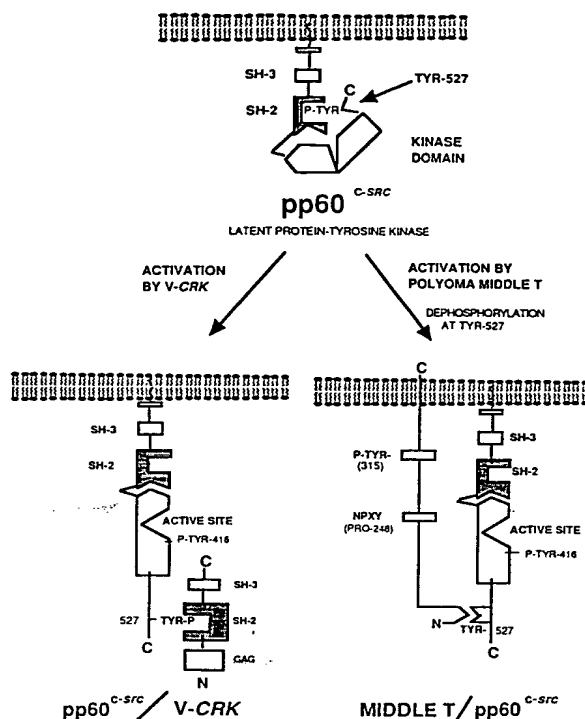 SH-3
C
TYR-527
SH-2
P-TYR
KINASE
DOMAIN
pp60 c-src
LATENT PROTEIN-TYROSINE KINASE
ACTIVATION
BY V-CRK
ACTIVATION BY
POLYOMA MIDDLE T
DEPHOSPHORYLATION
AT TYR-527
SH-3
SH-2
ACTIVE SITE
P-TYR-416
527
TYR-P
C
C
SH-3
SH-2
GAG
N
pp60 c-src / V-CRK
C
P-TYR-
(315)
NPXY
(PRO-248)
SH-3
SH-2
ACTIVE SITE
P-TYR-416
N
TYR-
527
C
MIDDLE T/pp60 c-src